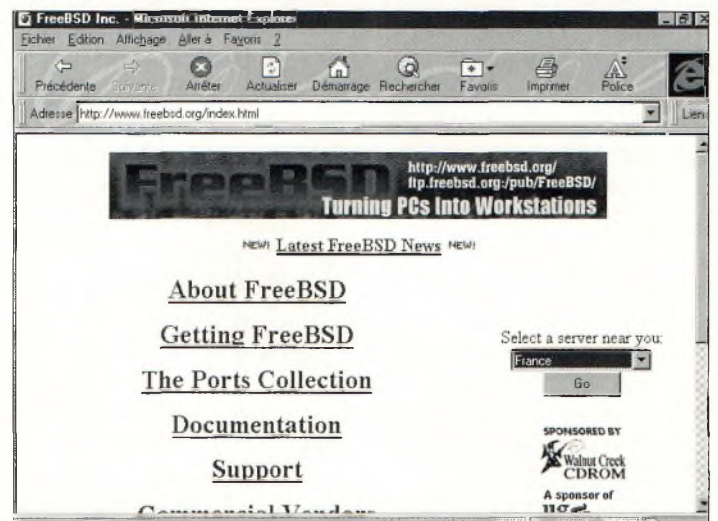 FreeBSD Inc. - Microsoft Internet Explorer
Fichier Edition Affichage Aller à Favoris ?
Précédente Suivante Arrêter Actualiser Démarrage Rechercher Favoris Imprimer Police
Adresse http://www.freebsd.org/index.html Liens
FreeBSD
http://www.freebsd.org/
ftp.freebsd.org:/pub/FreeBSD/
Turning PCs Into Workstations
NEW! Latest FreeBSD News NEW!
About FreeBSD
Getting FreeBSD
Select a server near you:
France
The Ports Collection
Go
Documentation
SPONSORED BY
Walnut Creek
CDROM
Support
A sponsor of
Commercial Vendors